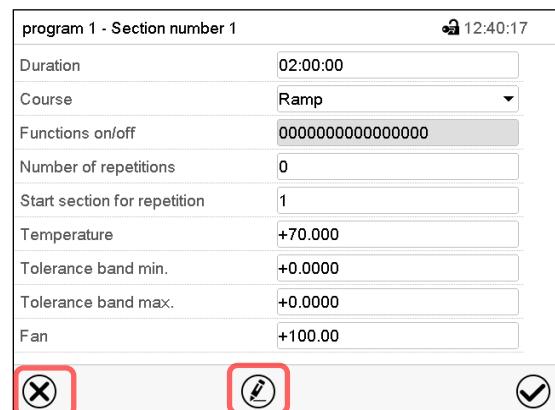 program 1 - Section number 1 12:40:17
Duration 02:00:00
Course Ramp
Functions on/off 0000000000000000
Number of repetitions 0
Start section for repetition 1
Temperature +70.000
Tolerance band min. +0.0000
Tolerance band max. +0.0000
Fan +100.00